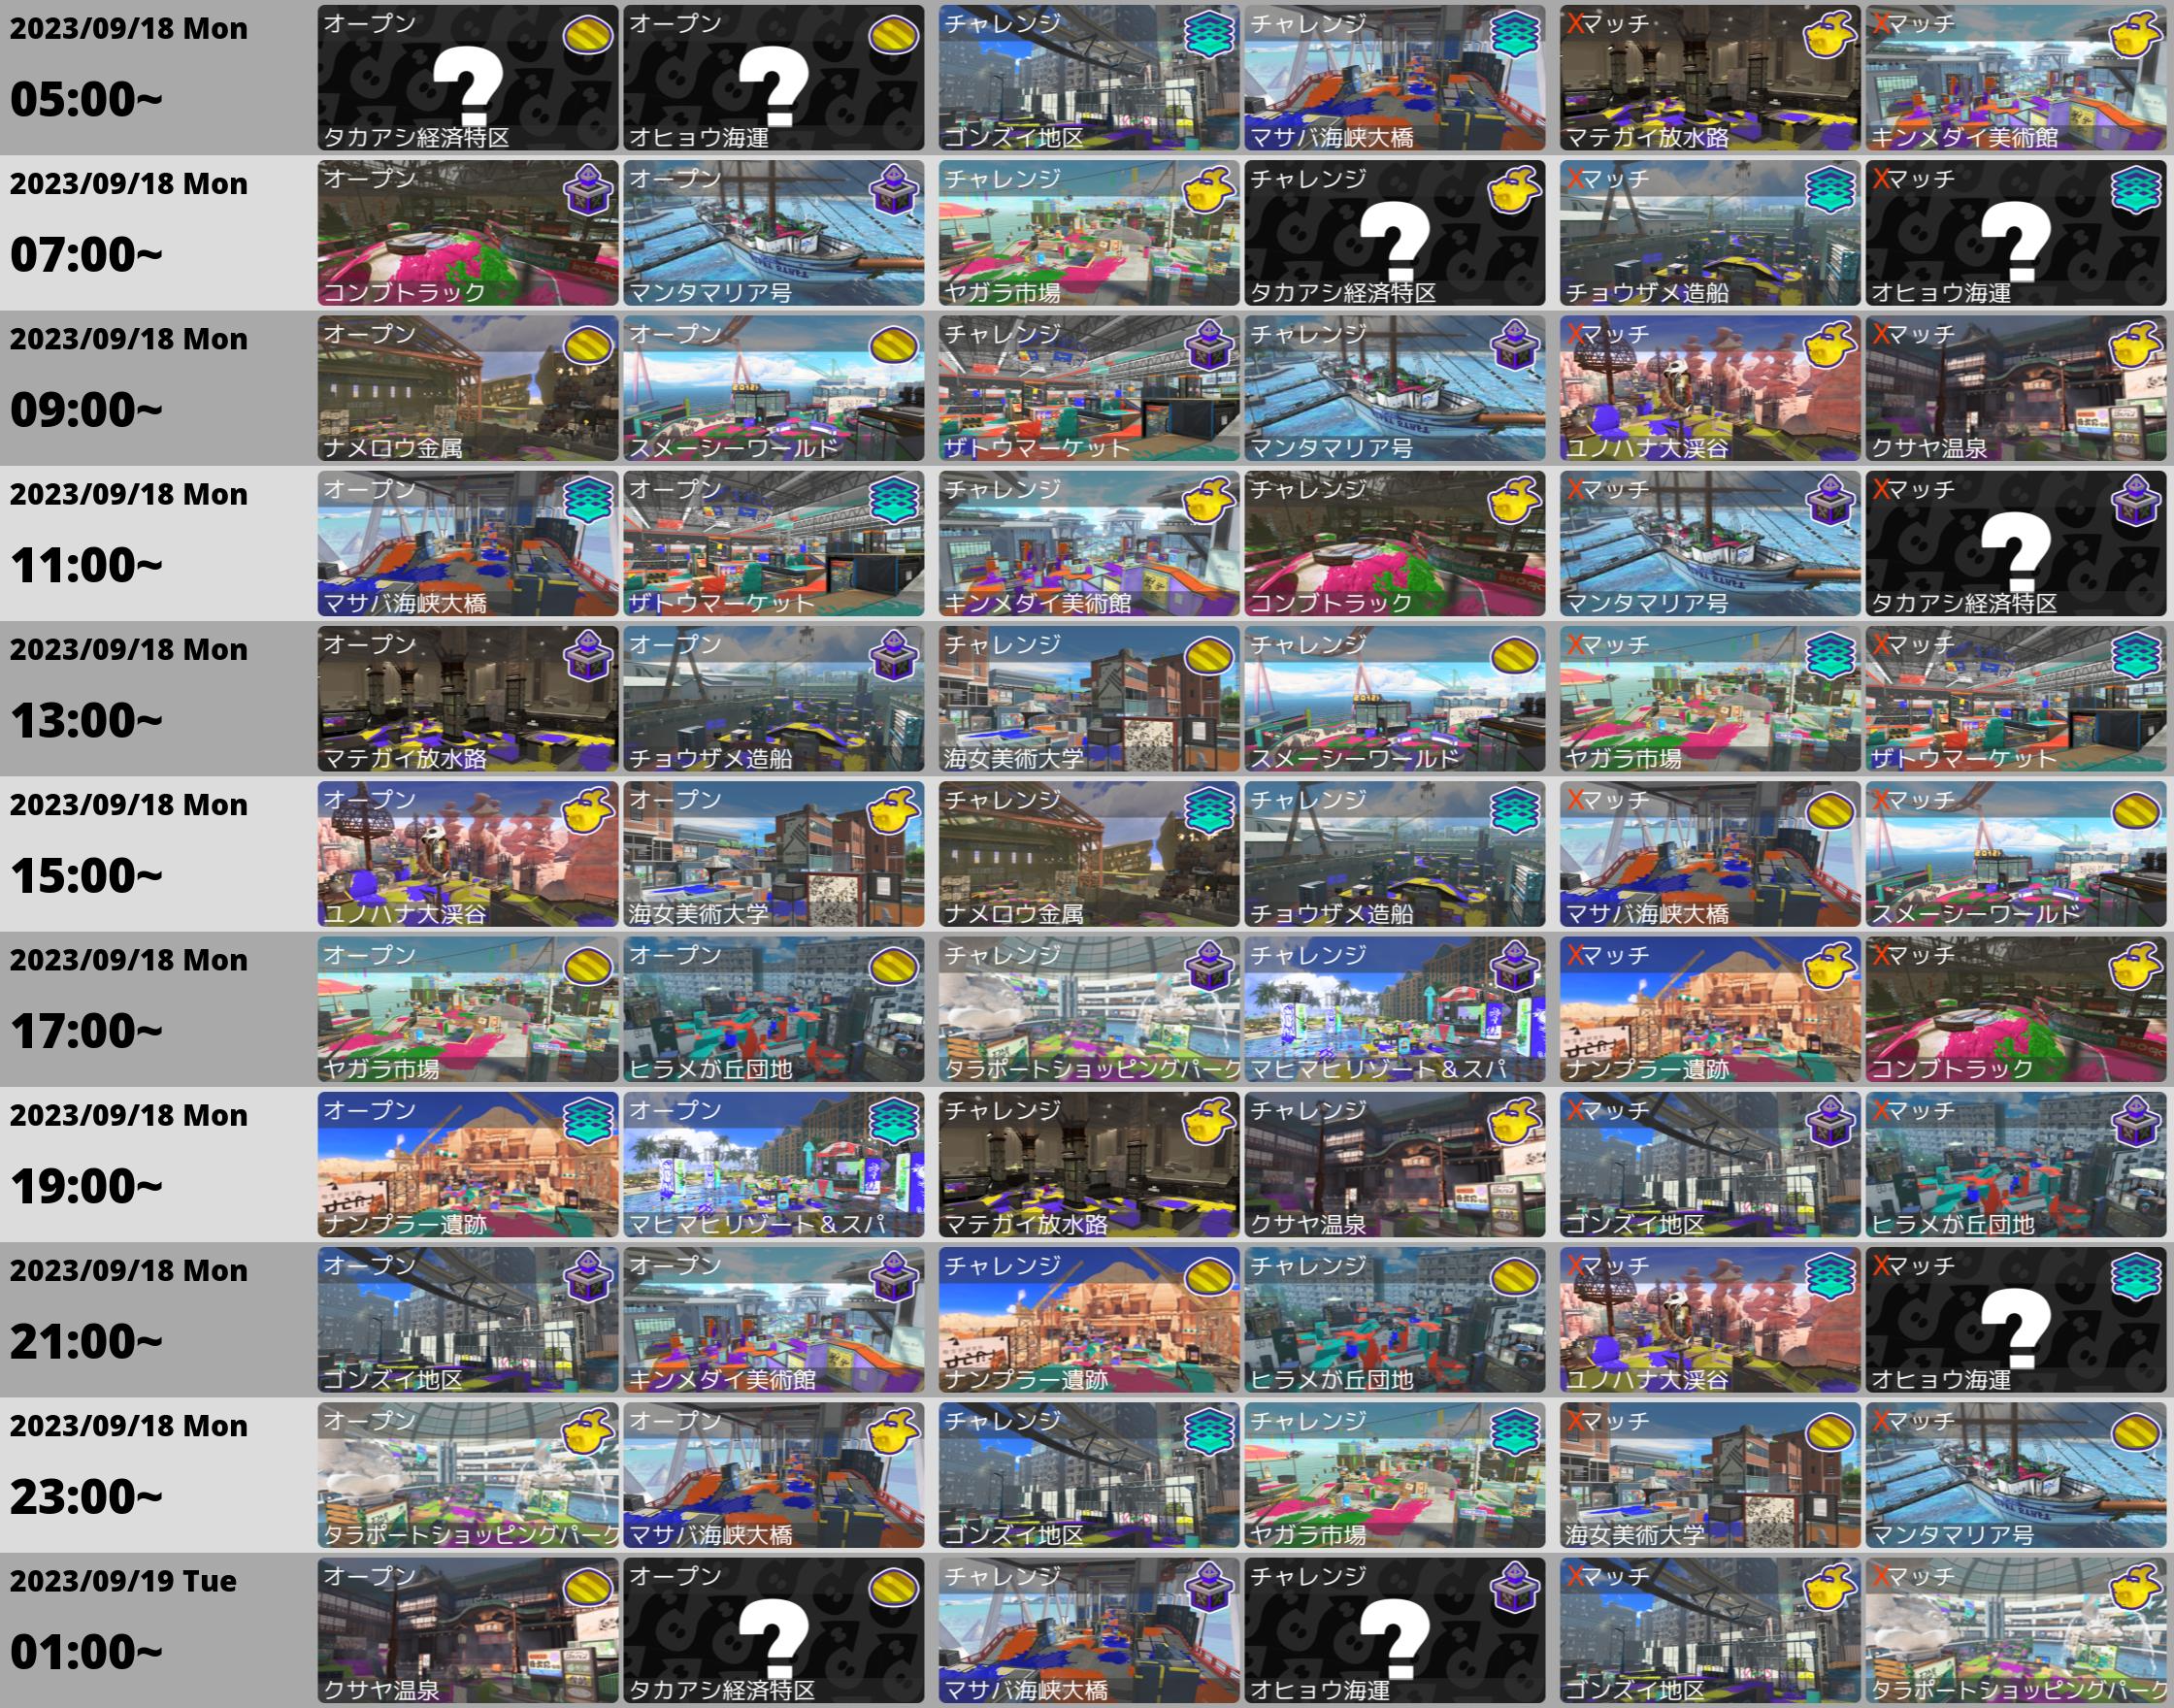 2023/09/18 Mon
05:00~
オープン
タカアシ経済特区
オープン
オヒョウ海運
チャレンジ
ゴンズイ地区
チャレンジ
マサバ海峡大橋
Xマッチ
マテガイ放水路
Xマッチ
キンメダイ美術館
2023/09/18 Mon
07:00~
オープン
コンブトラック
オープン
マンタマリア号
チャレンジ
ヤガラ市場
チャレンジ
タカアシ経済特区
Xマッチ
チョウザメ造船
Xマッチ
オヒョウ海運
2023/09/18 Mon
09:00~
オープン
ナメロウ金属
オープン
スメーシーワールド
チャレンジ
ザトウマーケット
チャレンジ
マンタマリア号
Xマッチ
ユノハナ大渓谷
Xマッチ
クサヤ温泉
2023/09/18 Mon
11:00~
オープン
マサバ海峡大橋
オープン
ザトウマーケット
チャレンジ
キンメダイ美術館
チャレンジ
コンブトラック
Xマッチ
マンタマリア号
Xマッチ
タカアシ経済特区
2023/09/18 Mon
13:00~
オープン
マテガイ放水路
オープン
チョウザメ造船
チャレンジ
海女美術大学
チャレンジ
スメーシーワールド
Xマッチ
ヤガラ市場
Xマッチ
ザトウマーケット
2023/09/18 Mon
15:00~
オープン
ユノハナ大渓谷
オープン
海女美術大学
チャレンジ
ナメロウ金属
チャレンジ
チョウザメ造船
Xマッチ
マサバ海峡大橋
Xマッチ
スメーシーワールド
2023/09/18 Mon
17:00~
オープン
ヤガラ市場
オープン
ヒラメが丘団地
チャレンジ
タラポートショッピングパーク
チャレンジ
マヒマヒリゾート＆スパ
Xマッチ
ナンプラー遺跡
Xマッチ
コンブトラック
2023/09/18 Mon
19:00~
オープン
ナンプラー遺跡
オープン
マヒマヒリゾート＆スパ
チャレンジ
マテガイ放水路
チャレンジ
クサヤ温泉
Xマッチ
ゴンズイ地区
Xマッチ
ヒラメが丘団地
2023/09/18 Mon
21:00~
オープン
ゴンズイ地区
オープン
キンメダイ美術館
チャレンジ
ナンプラー遺跡
チャレンジ
ヒラメが丘団地
Xマッチ
ユノハナ大渓谷
Xマッチ
オヒョウ海運
2023/09/18 Mon
23:00~
オープン
タラポートショッピングパーク
オープン
マサバ海峡大橋
チャレンジ
ゴンズイ地区
チャレンジ
ヤガラ市場
Xマッチ
海女美術大学
Xマッチ
マンタマリア号
2023/09/19 Tue
01:00~
オープン
クサヤ温泉
オープン
タカアシ経済特区
チャレンジ
マサバ海峡大橋
チャレンジ
オヒョウ海運
Xマッチ
ゴンズイ地区
Xマッチ
タラポートショッピングパーク